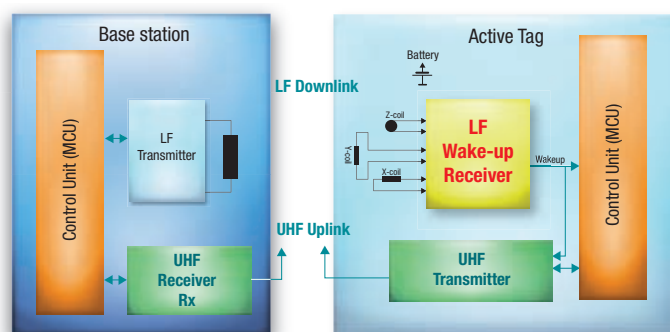 Base station
Control Unit (MCU)
LF
Transmitter
UHF
Receiver
Rx
LF Downlink
UHF Uplink
Active Tag
Battery
Z-coil
Y-coil
X-coil
LF
Wake-up
Receiver
Wakeup
UHF
Transmitter
Control Unit (MCU)